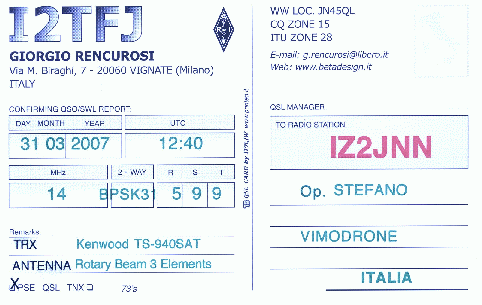 I2TFJ
GIORGIO RENCUROSI
Via M. Biraghi, 7 - 20060 VIGNATE (Milano)
ITALY
CONFIRMING QSO/SWL REPORT:
DAY MONTH YEAR UTC
31 03 2007 12:40
MHz 2 - WAY R S T
14 BPSK31 5 9 9
Remarks
TRX Kenwood TS-940SAT
ANTENNA Rotary Beam 3 Elements
X PSE QSL TNX 73's
WW LOC. JN45QL
CQ ZONE 15
ITU ZONE 28
E-mail: g.rencurosi@libero.it
Web: www.betadesign.it
QSL MANAGER
TO RADIO STATION
IZ2JNN
Op. STEFANO
VIMODRONE
ITALIA